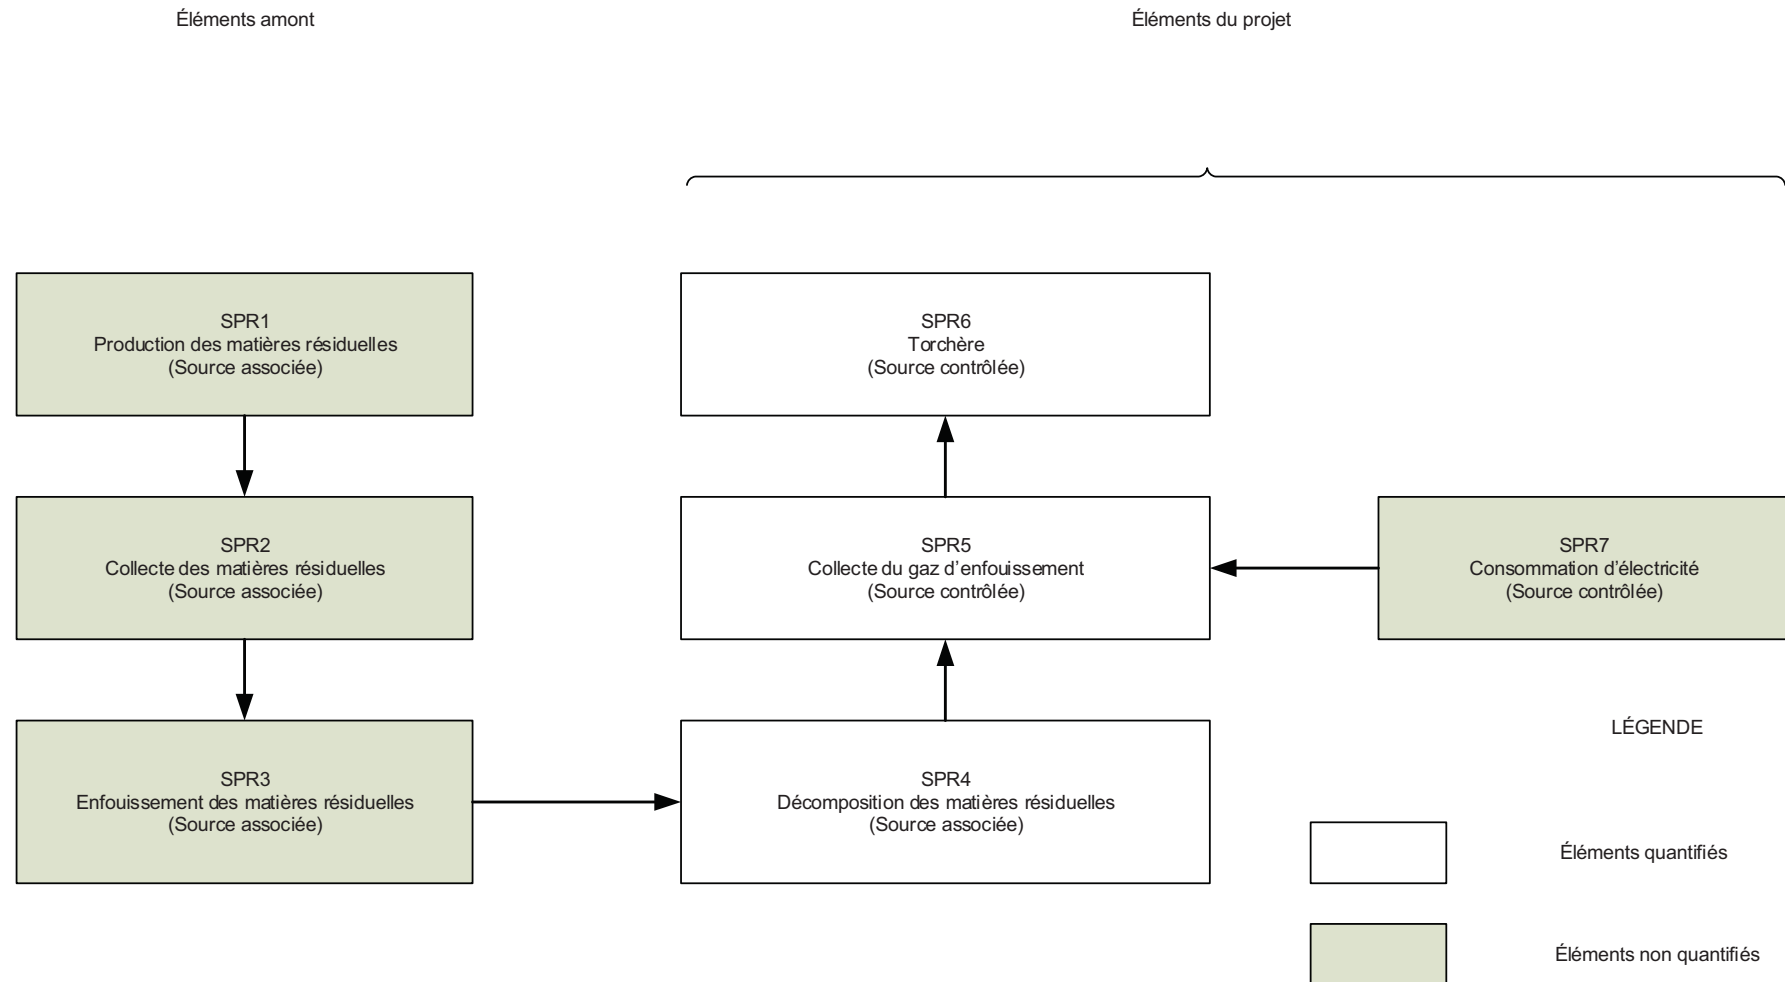 Éléments amont
Éléments du projet
SPR1
Production des matières résiduelles
(Source associée)
SPR6
Torchère
(Source contrôlée)
SPR2
Collecte des matières résiduelles
(Source associée)
SPR5
Collecte du gaz d'enfouissement
(Source contrôlée)
SPR7
Consommation d'électricité
(Source contrôlée)
SPR3
Enfouissement des matières résiduelles
(Source associée)
SPR4
Décomposition des matières résiduelles
(Source associée)
LÉGENDE
Éléments quantifiés
Éléments non quantifiés